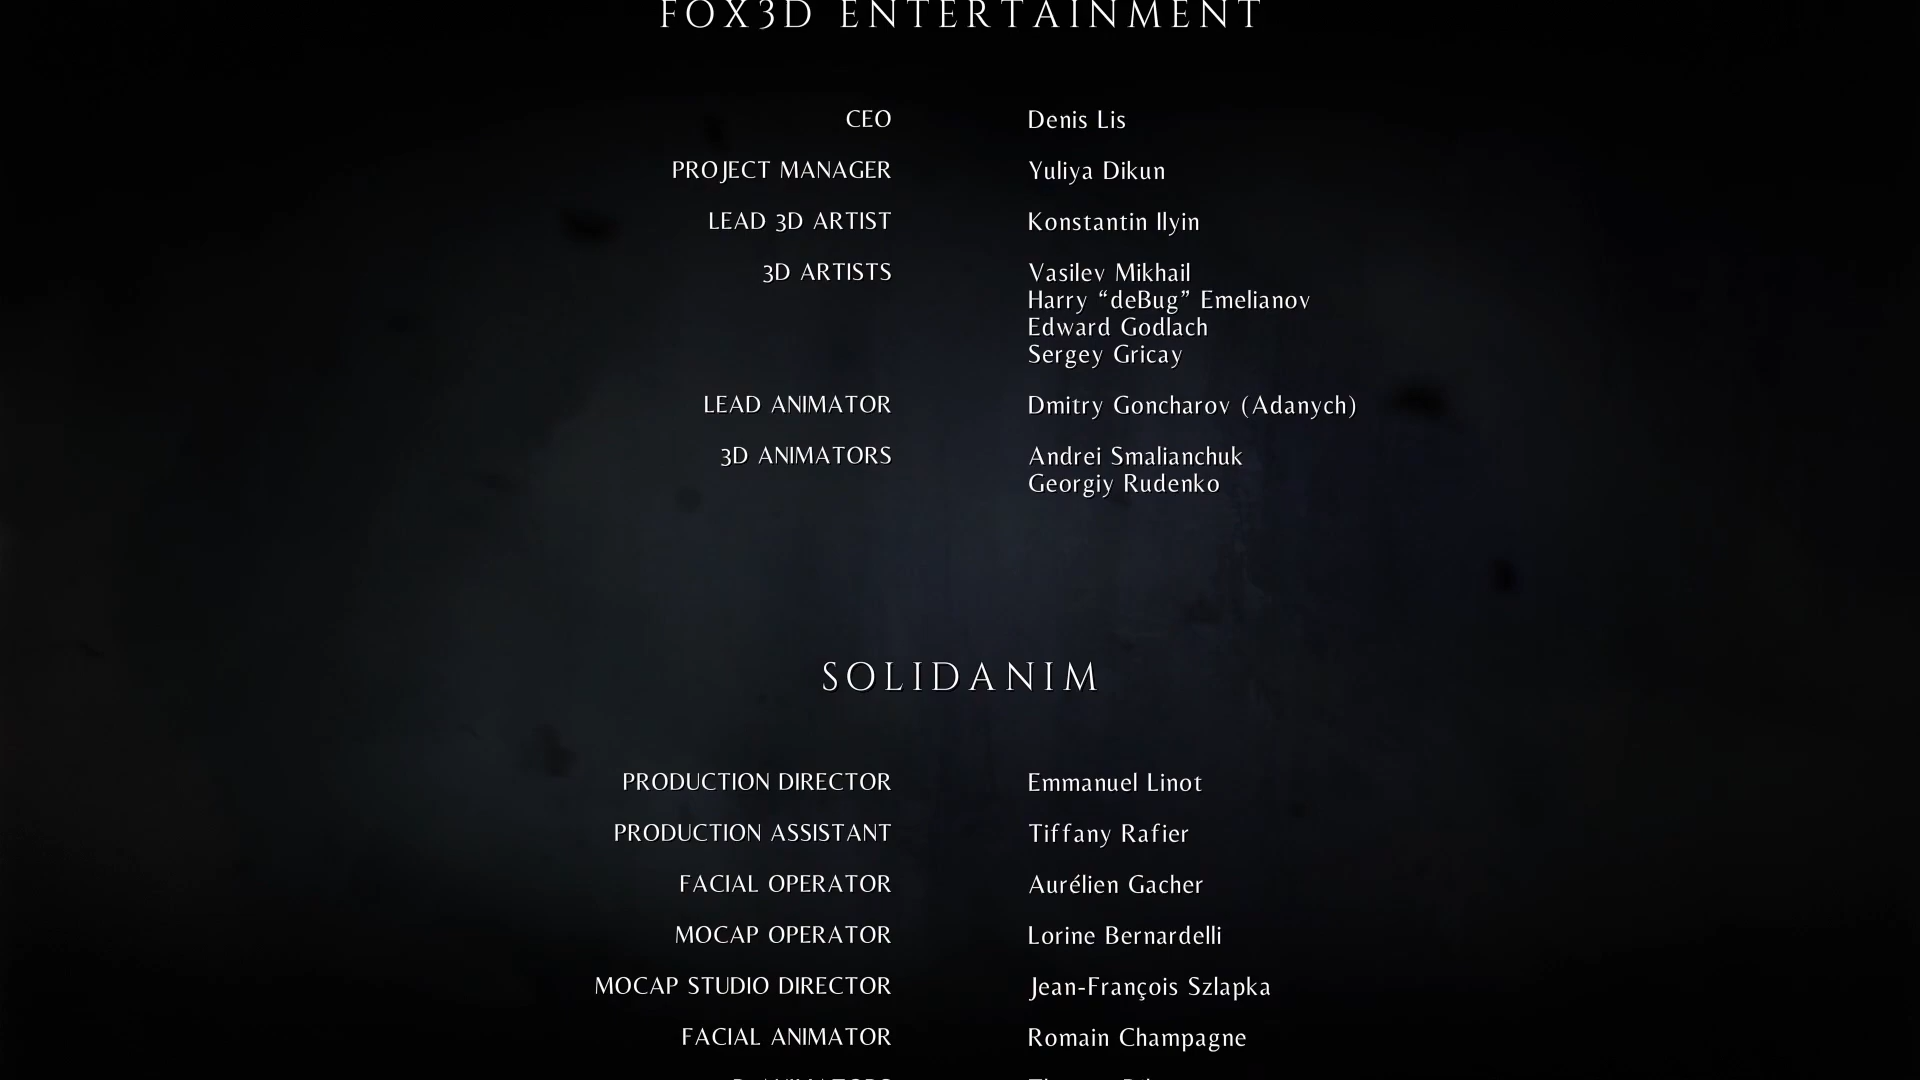 FOX3D ENTERTAINMENT
CEO Denis Lis
PROJECT MANAGER Yuliya Dikun
LEAD 3D ARTIST Konstantin Ilyin
3D ARTISTS Vasilev Mikhail
Harry “deBug” Emelianov
Edward Godlach
Sergey Gricay
LEAD ANIMATOR Dmitry Goncharov (Adanych)
3D ANIMATORS Andrei Smalianchuk
Georgiy Rudenko
SOLIDANIM
PRODUCTION DIRECTOR Emmanuel Linot
PRODUCTION ASSISTANT Tiffany Rafier
FACIAL OPERATOR Aurélien Gacher
MOCAP OPERATOR Lorine Bernardelli
MOCAP STUDIO DIRECTOR Jean-François Szlapka
FACIAL ANIMATOR Romain Champagne